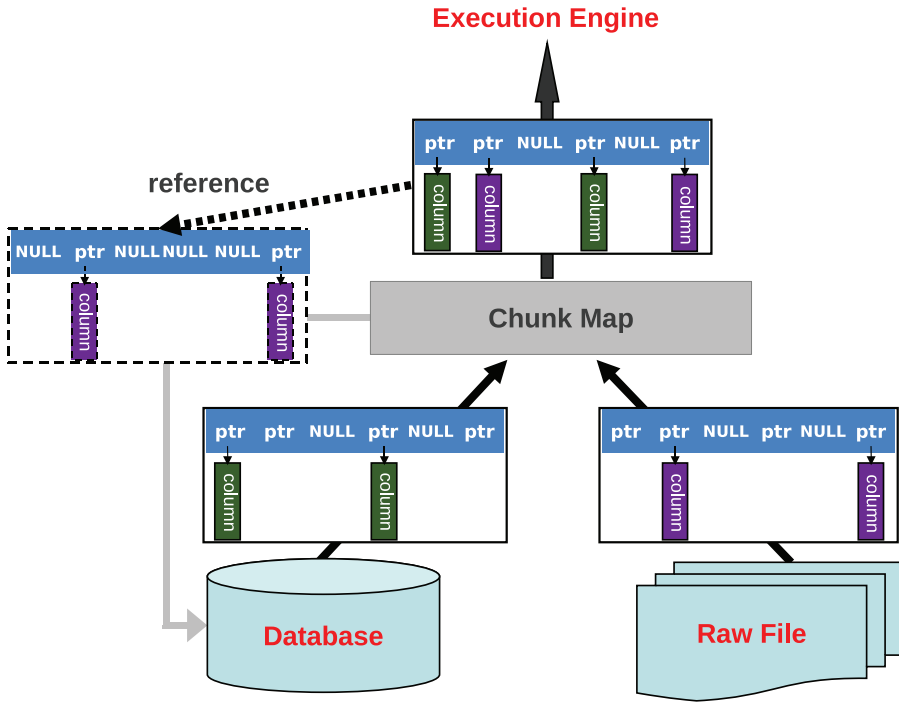 Execution Engine
ptr ptr NULL ptr NULL ptr
column column column column
reference
NULL ptr NULL NULL NULL ptr
column column
Chunk Map
ptr ptr NULL ptr NULL ptr
column column
ptr ptr NULL ptr NULL ptr
column column
Database
Raw File